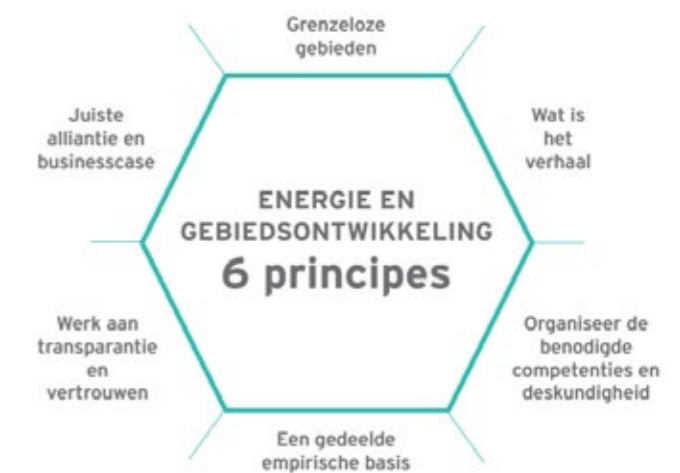 Grenzeloze
gebieden
Juiste
alliantie en
businesscase
Wat is
het
verhaal
ENERGIE EN
GEBIEDSONTWIKKELING
6 principes
Werk aan
transparantie
en
vertrouwen
Organiseer de
benodigde
competenties en
deskundigheid
Een gedeelde
empirische basis